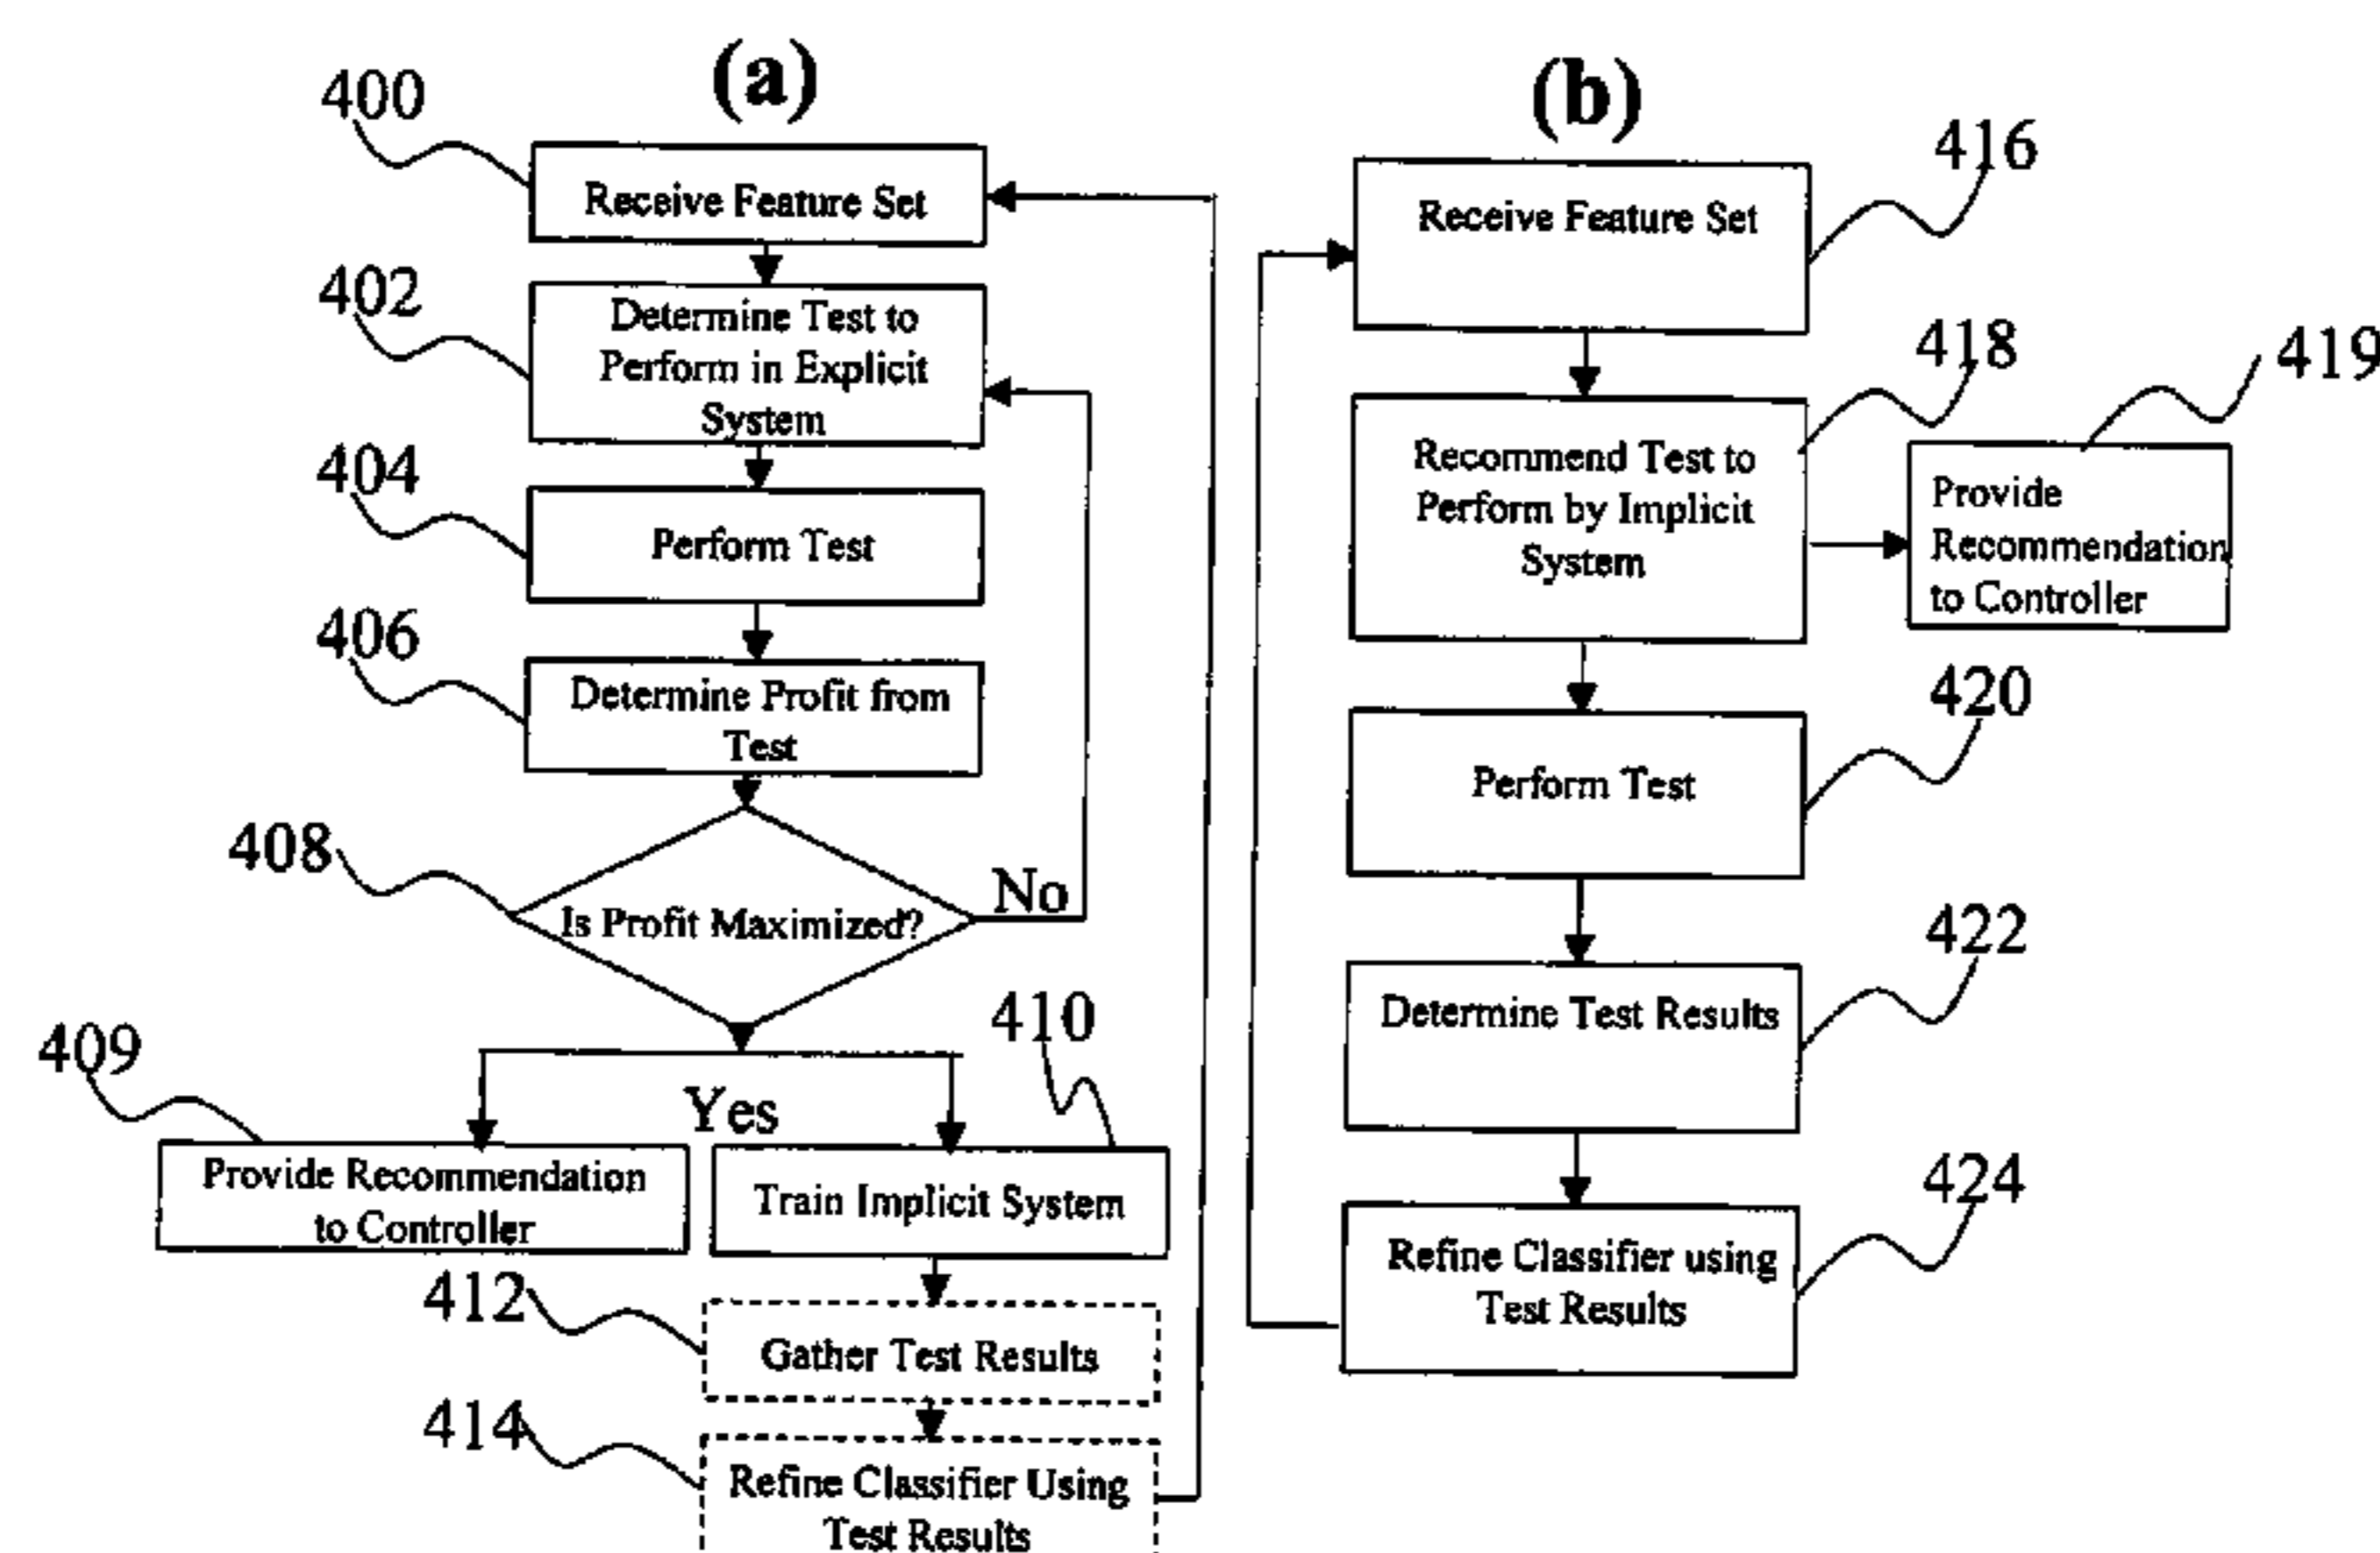 (a)
400
Receive Feature Set
402
Determine Test to
Perform in Explicit
System
404
Perform Test
406
Determine Profit from
Test
408
Is Profit Maximized?
No
Yes
409
Provide Recommendation
to Controller
410
Train Implicit System
412
Gather Test Results
414
Refine Classifier Using
Test Results
(b)
416
Receive Feature Set
418
Recommend Test to
Perform by Implicit
System
419
Provide
Recommendation
to Controller
420
Perform Test
422
Determine Test Results
424
Refine Classifier using
Test Results